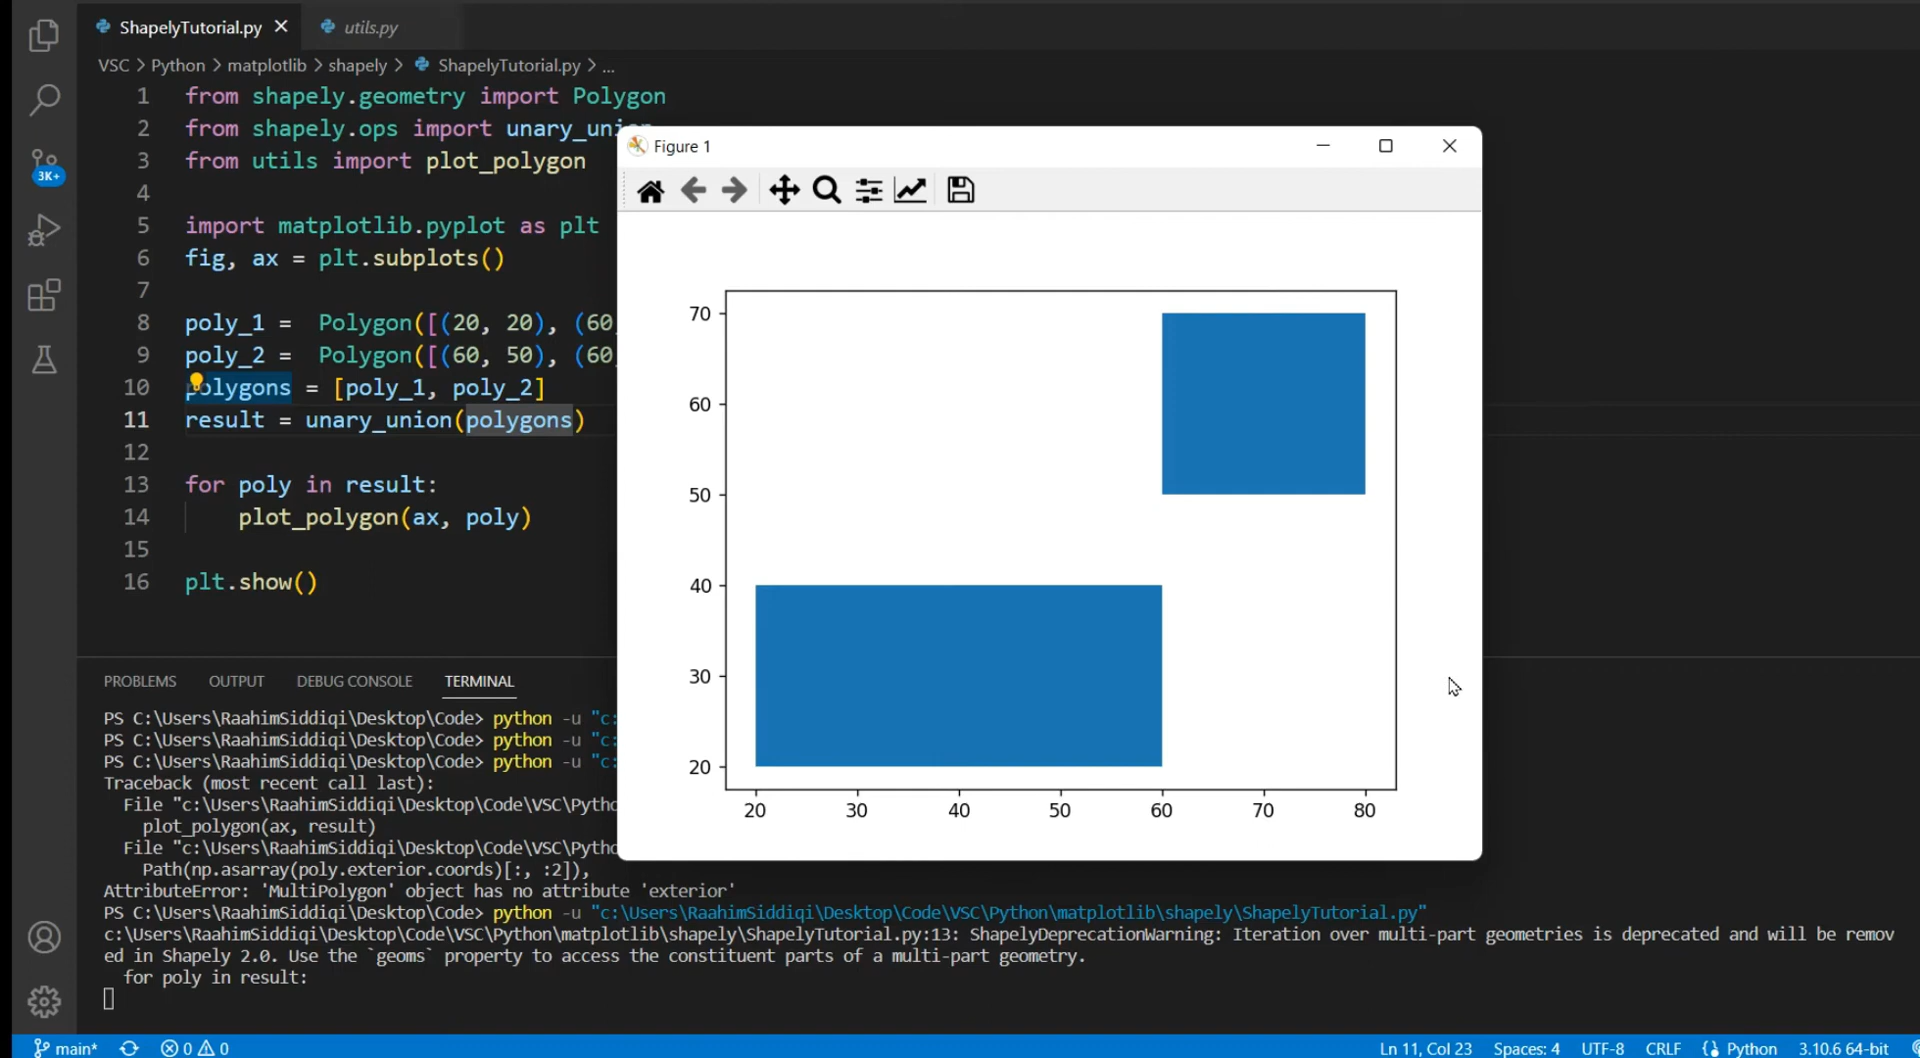 ShapelyTutorial.py
utils.py
VSC > Python > matplotlib > shapely > ShapelyTutorial.py > ...
1 from shapely.geometry import Polygon
2 from shapely.ops import unary_union
3 from utils import plot_polygon
4
5 import matplotlib.pyplot as plt
6 fig, ax = plt.subplots()
7
8 poly_1 = Polygon([(20, 20), (60,
9 poly_2 = Polygon([(60, 50), (60
10 polygons = [poly_1, poly_2]
11 result = unary_union(polygons)
12
13 for poly in result:
14 plot_polygon(ax, poly)
15
16 plt.show()
3K+
Figure 1
70
60
50
40
30
20
20 30 40 50 60 70 80
PROBLEMS OUTPUT DEBUG CONSOLE TERMINAL
PS C:\Users\RaahimSiddiqi\Desktop\Code> python -u "c:
PS C:\Users\RaahimSiddiqi\Desktop\Code> python -u "c:
PS C:\Users\RaahimSiddiqi\Desktop\Code> python -u "c:
Traceback (most recent call last):
File "c:\Users\RaahimSiddiqi\Desktop\Code\VSC\Pytho
plot_polygon(ax, result)
File "c:\Users\RaahimSiddiqi\Desktop\Code\VSC\Pytho
Path(np.asarray(poly.exterior.coords)[:, :2]),
AttributeError: 'MultiPolygon' object has no attribute 'exterior'
PS C:\Users\RaahimSiddiqi\Desktop\Code> python -u "c:\Users\RaahimSiddiqi\Desktop\Code\VSC\Python\matplotlib\shapely\ShapelyTutorial.py"
c:\Users\RaahimSiddiqi\Desktop\Code\VSC\Python\matplotlib\shapely\ShapelyTutorial.py:13: ShapelyDeprecationWarning: Iteration over multi-part geometries is deprecated and will be remov
ed in Shapely 2.0. Use the `geoms` property to access the constituent parts of a multi-part geometry.
for poly in result:
main* 0 0 Ln 11, Col 23 Spaces: 4 UTF-8 CRLF Python 3.10.6 64-bit